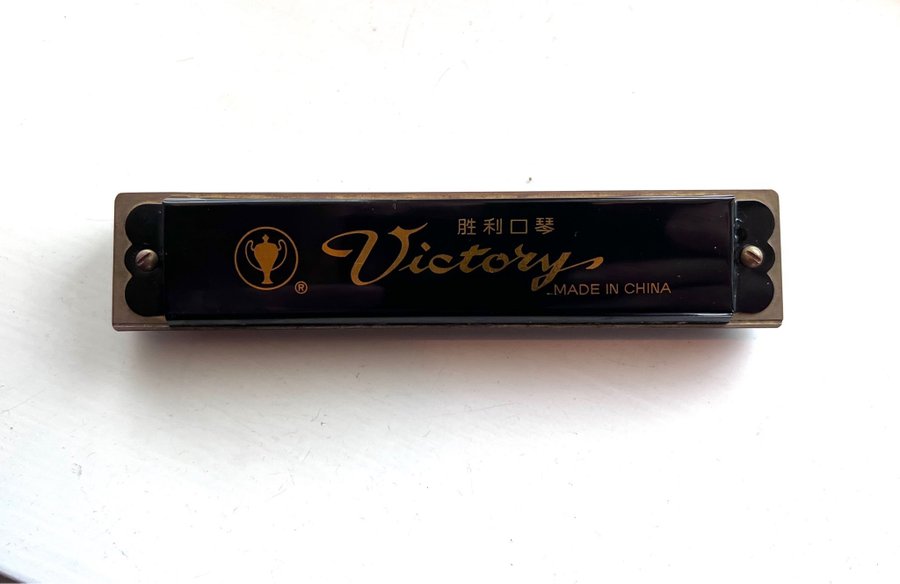 胜利口琴
Victory
®
MADE IN CHINA